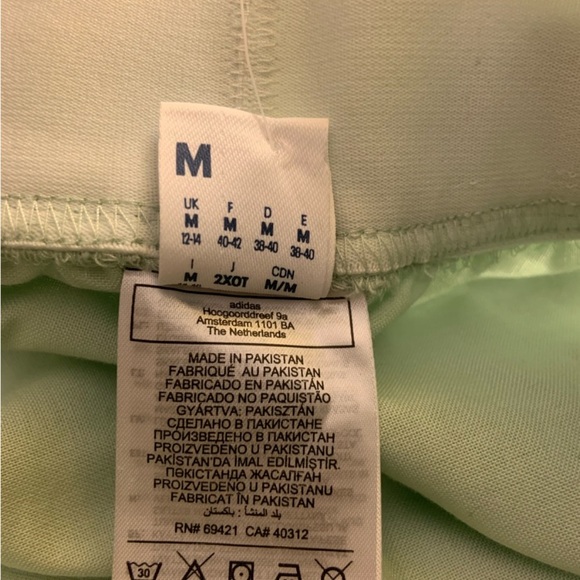 M
UK F D E
M M M M
12-14 40-42 38-40 38-40
I J CDN
M 2XOT M/M
adidas
Hoogoorddreef 9a
Amsterdam 1101 BA
The Netherlands
MADE IN PAKISTAN
FABRIQUÉ AU PAKISTAN
FABRICADO EN PAKISTÁN
FABRICADO NO PAQUISTÃO
GYÁRTVA: PAKISZTÁN
СДЕЛАНО В ПАКИСТАНЕ
ПРОИЗВЕДЕНО В ПАКИСТАН
PROIZVEDENO U PAKISTANU
PAKİSTAN'DA İMAL EDİLMİŞTİR.
ПӘКІСТАНДА ЖАСАЛҒАН
PROIZVEDENO U PAKISTANU
FABRICAT ÎN PAKISTAN
بلد المنشأ: باكستان
RN# 69421 CA# 40312
30